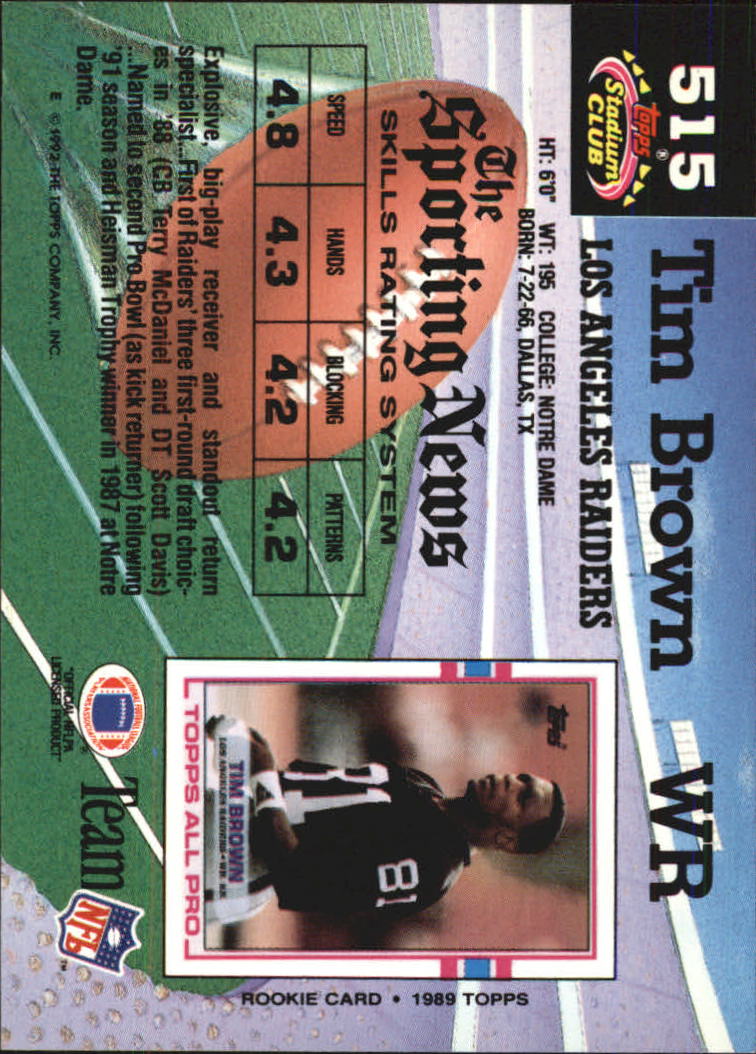 515
Topps®
Stadium
CLUB
Tim Brown WR
LOS ANGELES RAIDERS
HT: 6'0" WT: 195 COLLEGE: NOTRE DAME
BORN: 7-22-66, DALLAS, TX
The
Sporting News
SKILLS RATING SYSTEM
SPEED HANDS BLOCKING PATTERNS
4.8 4.3 4.2 4.2
Explosive, big-play receiver and standout return
specialist...First of Raiders' three first-round draft choic-
es in '88 (CB Terry McDaniel and DT Scott Davis)
...Named to second Pro Bowl (as kick returner) following
'91 season and Heisman Trophy winner in 1987 at Notre
Dame.
E © 1992 THE TOPPS COMPANY, INC.
Topps
81
81
TIM BROWN
TOPPS ALL PRO
ROOKIE CARD • 1989 TOPPS
LICENSED PRODUCT"
Team
NFL
™